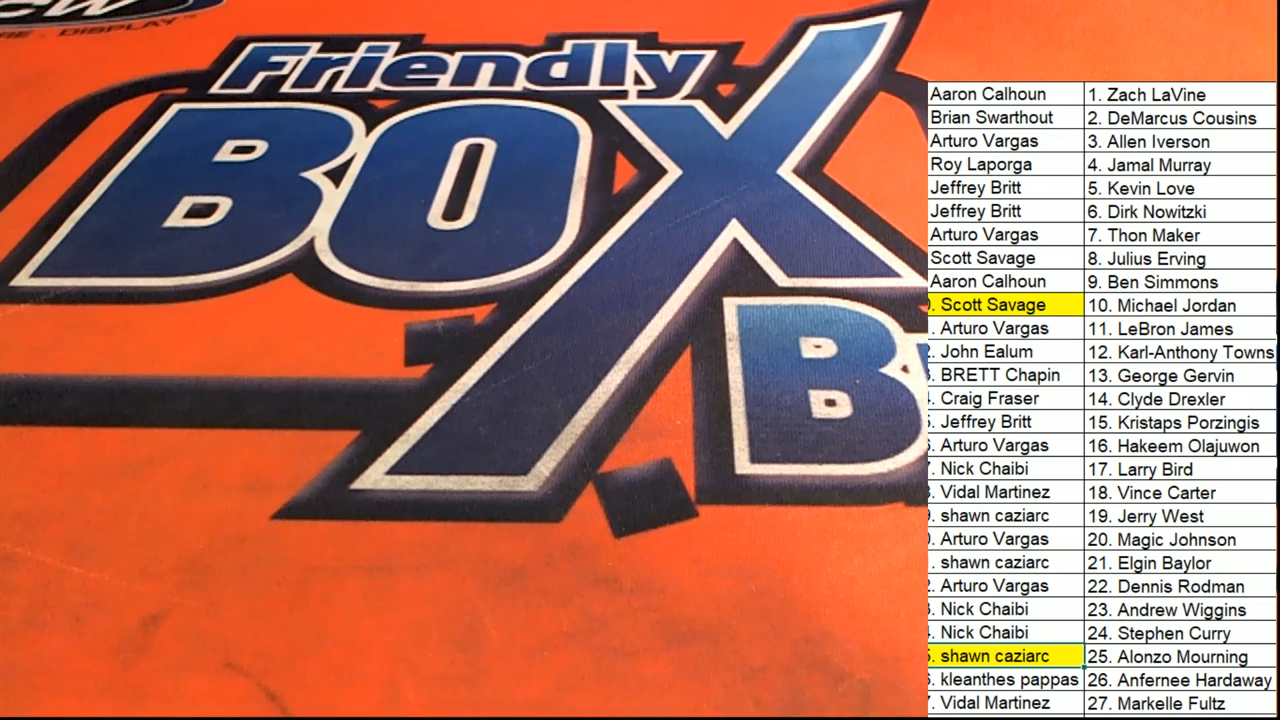 CW
RE · DISPLAY™
Friendly
BOX
B
Aaron Calhoun 1. Zach LaVine
Brian Swarthout 2. DeMarcus Cousins
Arturo Vargas 3. Allen Iverson
Roy Laporga 4. Jamal Murray
Jeffrey Britt 5. Kevin Love
Jeffrey Britt 6. Dirk Nowitzki
Arturo Vargas 7. Thon Maker
Scott Savage 8. Julius Erving
Aaron Calhoun 9. Ben Simmons
. Scott Savage 10. Michael Jordan
. Arturo Vargas 11. LeBron James
. John Ealum 12. Karl-Anthony Towns
. BRETT Chapin 13. George Gervin
. Craig Fraser 14. Clyde Drexler
. Jeffrey Britt 15. Kristaps Porzingis
. Arturo Vargas 16. Hakeem Olajuwon
. Nick Chaibi 17. Larry Bird
. Vidal Martinez 18. Vince Carter
. shawn caziarc 19. Jerry West
. Arturo Vargas 20. Magic Johnson
. shawn caziarc 21. Elgin Baylor
. Arturo Vargas 22. Dennis Rodman
. Nick Chaibi 23. Andrew Wiggins
. Nick Chaibi 24. Stephen Curry
. shawn caziarc 25. Alonzo Mourning
. kleanthes pappas 26. Anfernee Hardaway
. Vidal Martinez 27. Markelle Fultz